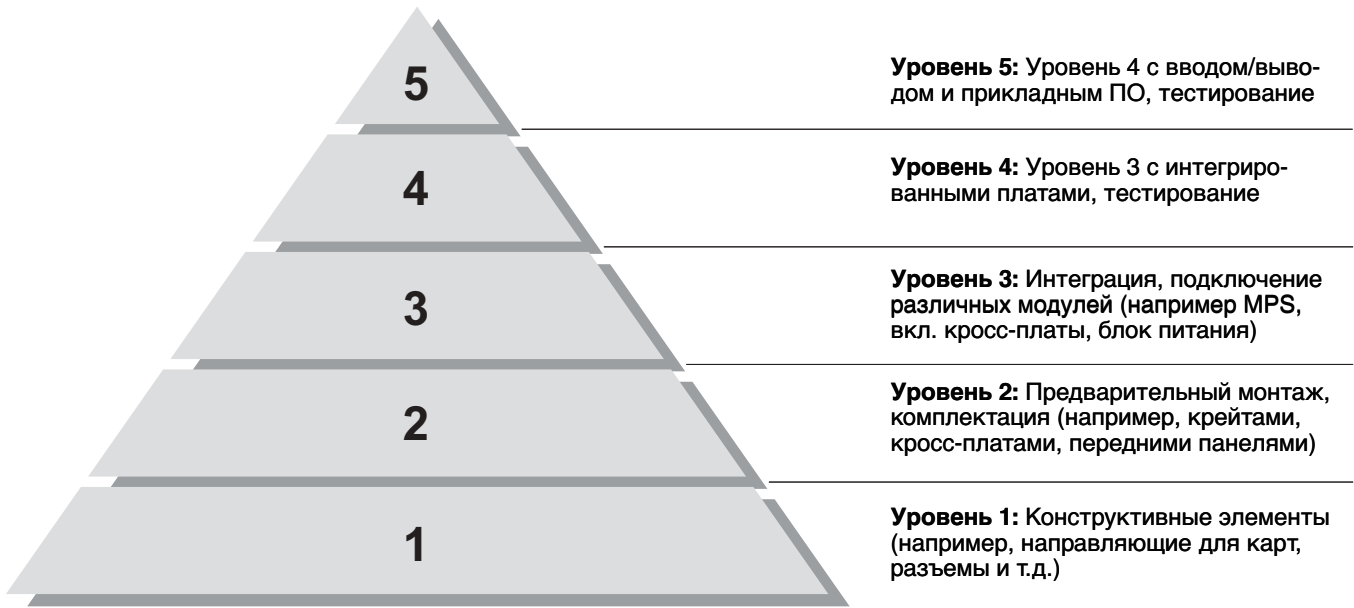 5
Уровень 5: Уровень 4 с вводом/выво-
дом и прикладным ПО, тестирование
4
Уровень 4: Уровень 3 с интегриро-
ванными платами, тестирование
3
Уровень 3: Интеграция, подключение
различных модулей (например MPS,
вкл. кросс-платы, блок питания)
2
Уровень 2: Предварительный монтаж,
комплектация (например, крейтами,
кросс-платами, передними панелями)
1
Уровень 1: Конструктивные элементы
(например, направляющие для карт,
разъемы и т.д.)